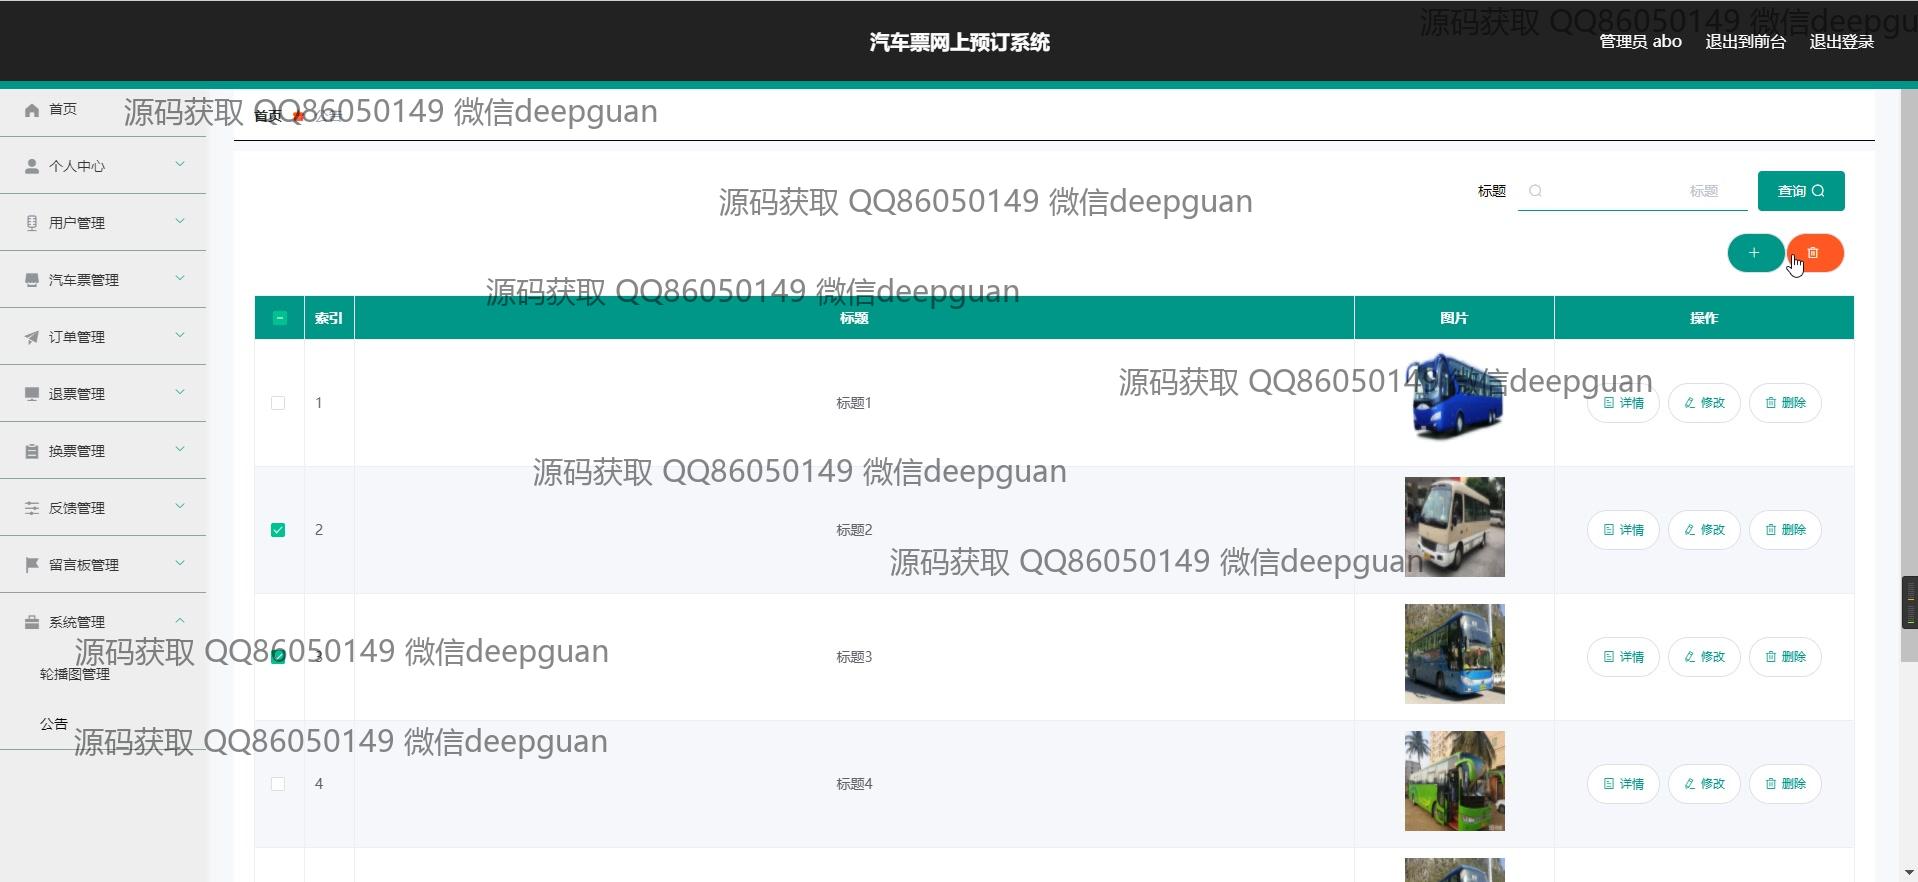 源码获取 QQ86050149 微信deepgu
汽车票网上预订系统
管理员 abo 退出到前台 退出登录
首页
源码获取 QQ86050149 微信deepguan
首页 公告
个人中心
源码获取 QQ86050149 微信deepguan
标题 标题 查询
用户管理
汽车票管理
源码获取 QQ86050149 微信deepguan
索引 标题 图片 操作
订单管理
源码获取 QQ86050149 微信deepguan
退票管理
1 标题1 详情 修改 删除
换票管理
源码获取 QQ86050149 微信deepguan
反馈管理
2 标题2 详情 修改 删除
留言板管理
源码获取 QQ86050149 微信deepguan
系统管理
源码获取 QQ86050149 微信deepguan
3 标题3 详情 修改 删除
轮播图管理
公告
源码获取 QQ86050149 微信deepguan
4 标题4 详情 修改 删除